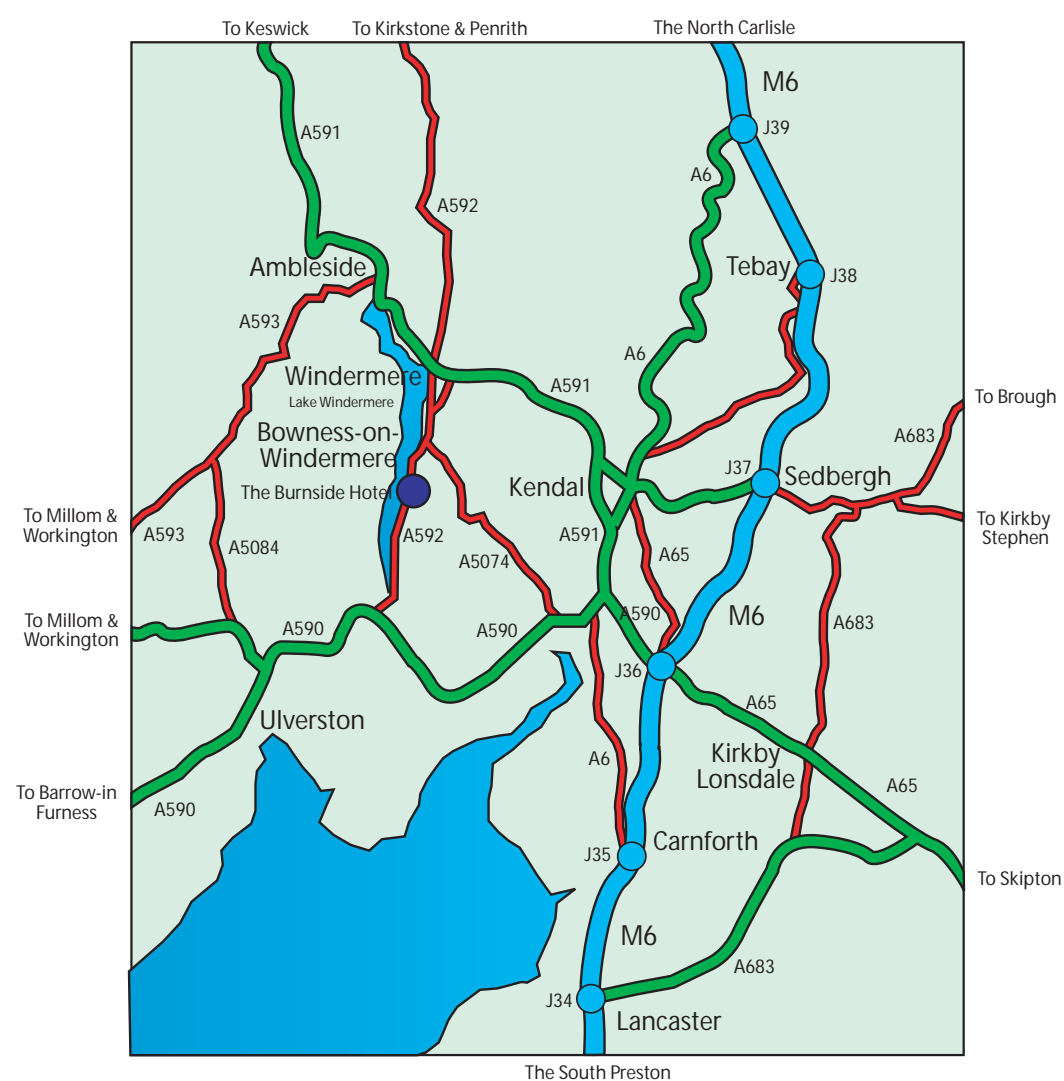 To Keswick
To Kirkstone & Penrith
The North Carlisle
M6
J39
A591
A6
A592
Ambleside
Tebay
J38
A593
A6
Windermere
A591
Lake Windermere
To Brough
Bowness-on-
Windermere
A683
J37
Sedbergh
Kendal
The Burnside Hotel
To Millom &
Workington
A593
A592
A591
To Kirkby
Stephen
A5084
A5074
A65
To Millom &
Workington
A590
A590
A590
M6
A683
J36
A65
Ulverston
Kirkby
Lonsdale
A6
A65
To Barrow-in
Furness
A590
Carnforth
J35
To Skipton
M6
A683
J34
Lancaster
The South Preston